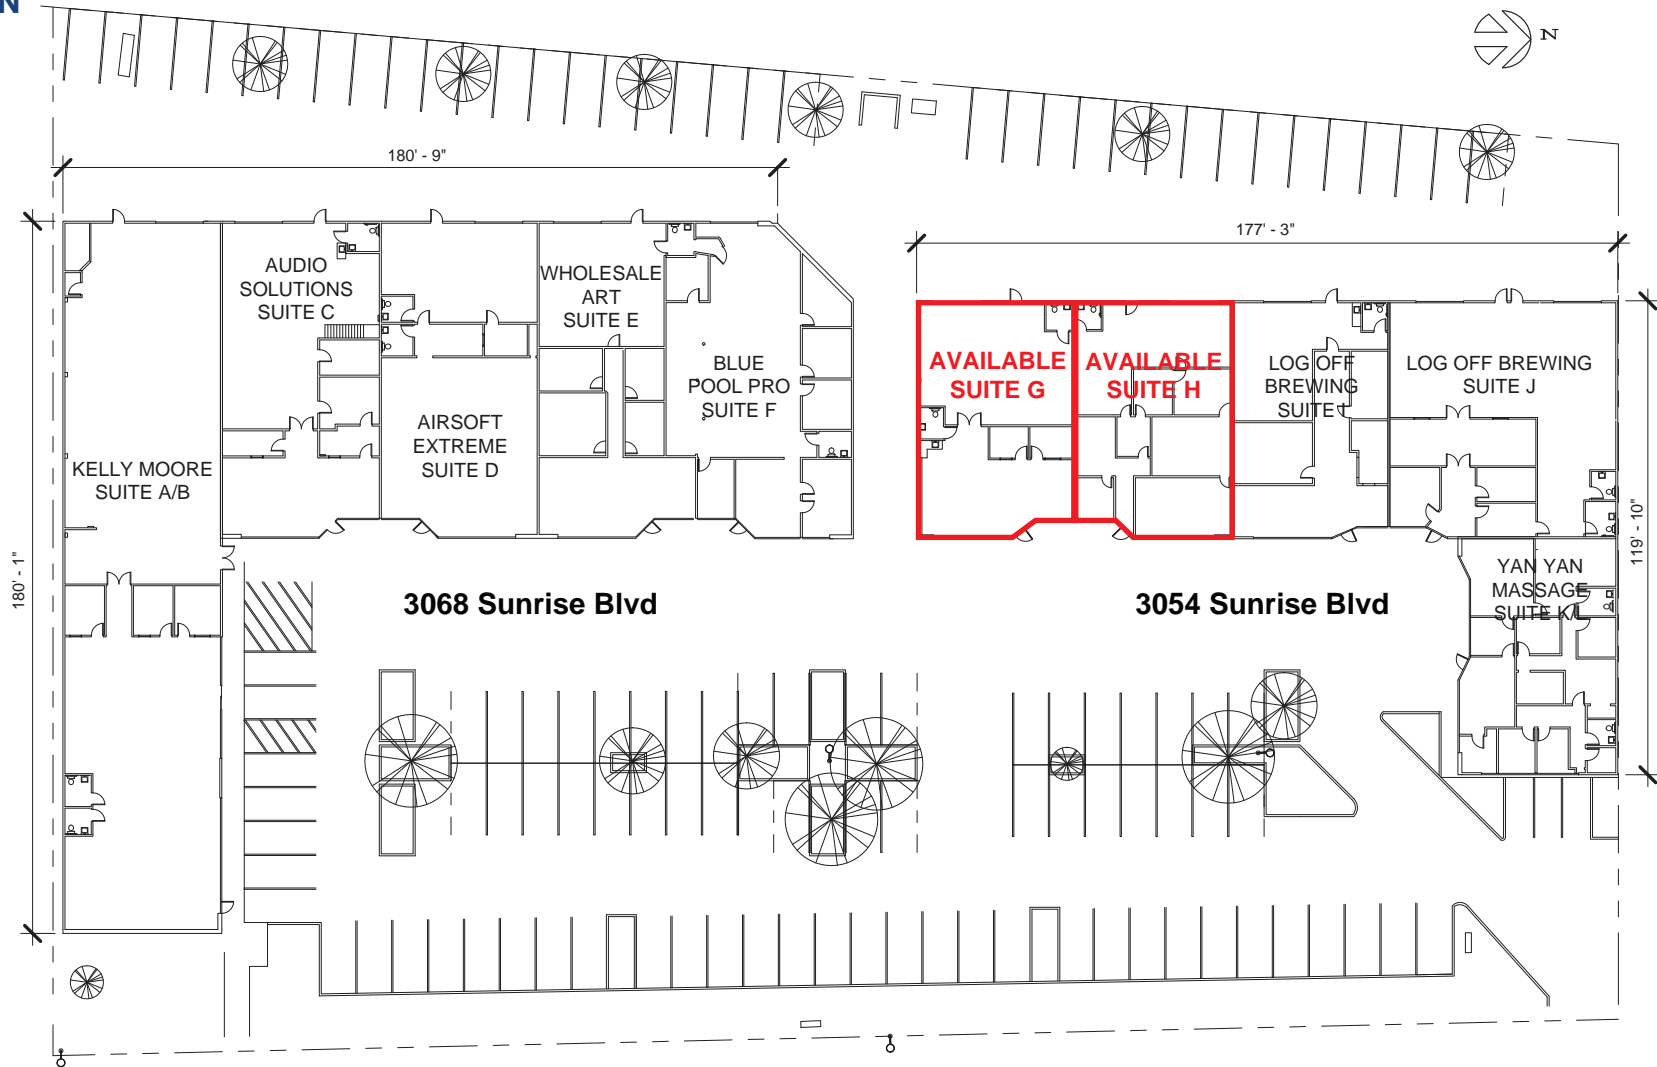 N
N
180' - 9"
177' - 3"
180' - 1"
119' - 10"
AUDIO
SOLUTIONS
SUITE C
WHOLESALE
ART
SUITE E
BLUE
POOL PRO
SUITE F
AIRSOFT
EXTREME
SUITE D
KELLY MOORE
SUITE A/B
AVAILABLE
SUITE G
AVAILABLE
SUITE H
LOG OFF
BREWING
SUITE I
LOG OFF BREWING
SUITE J
YAN YAN
MASSAGE
SUITE K/L
3068 Sunrise Blvd
3054 Sunrise Blvd